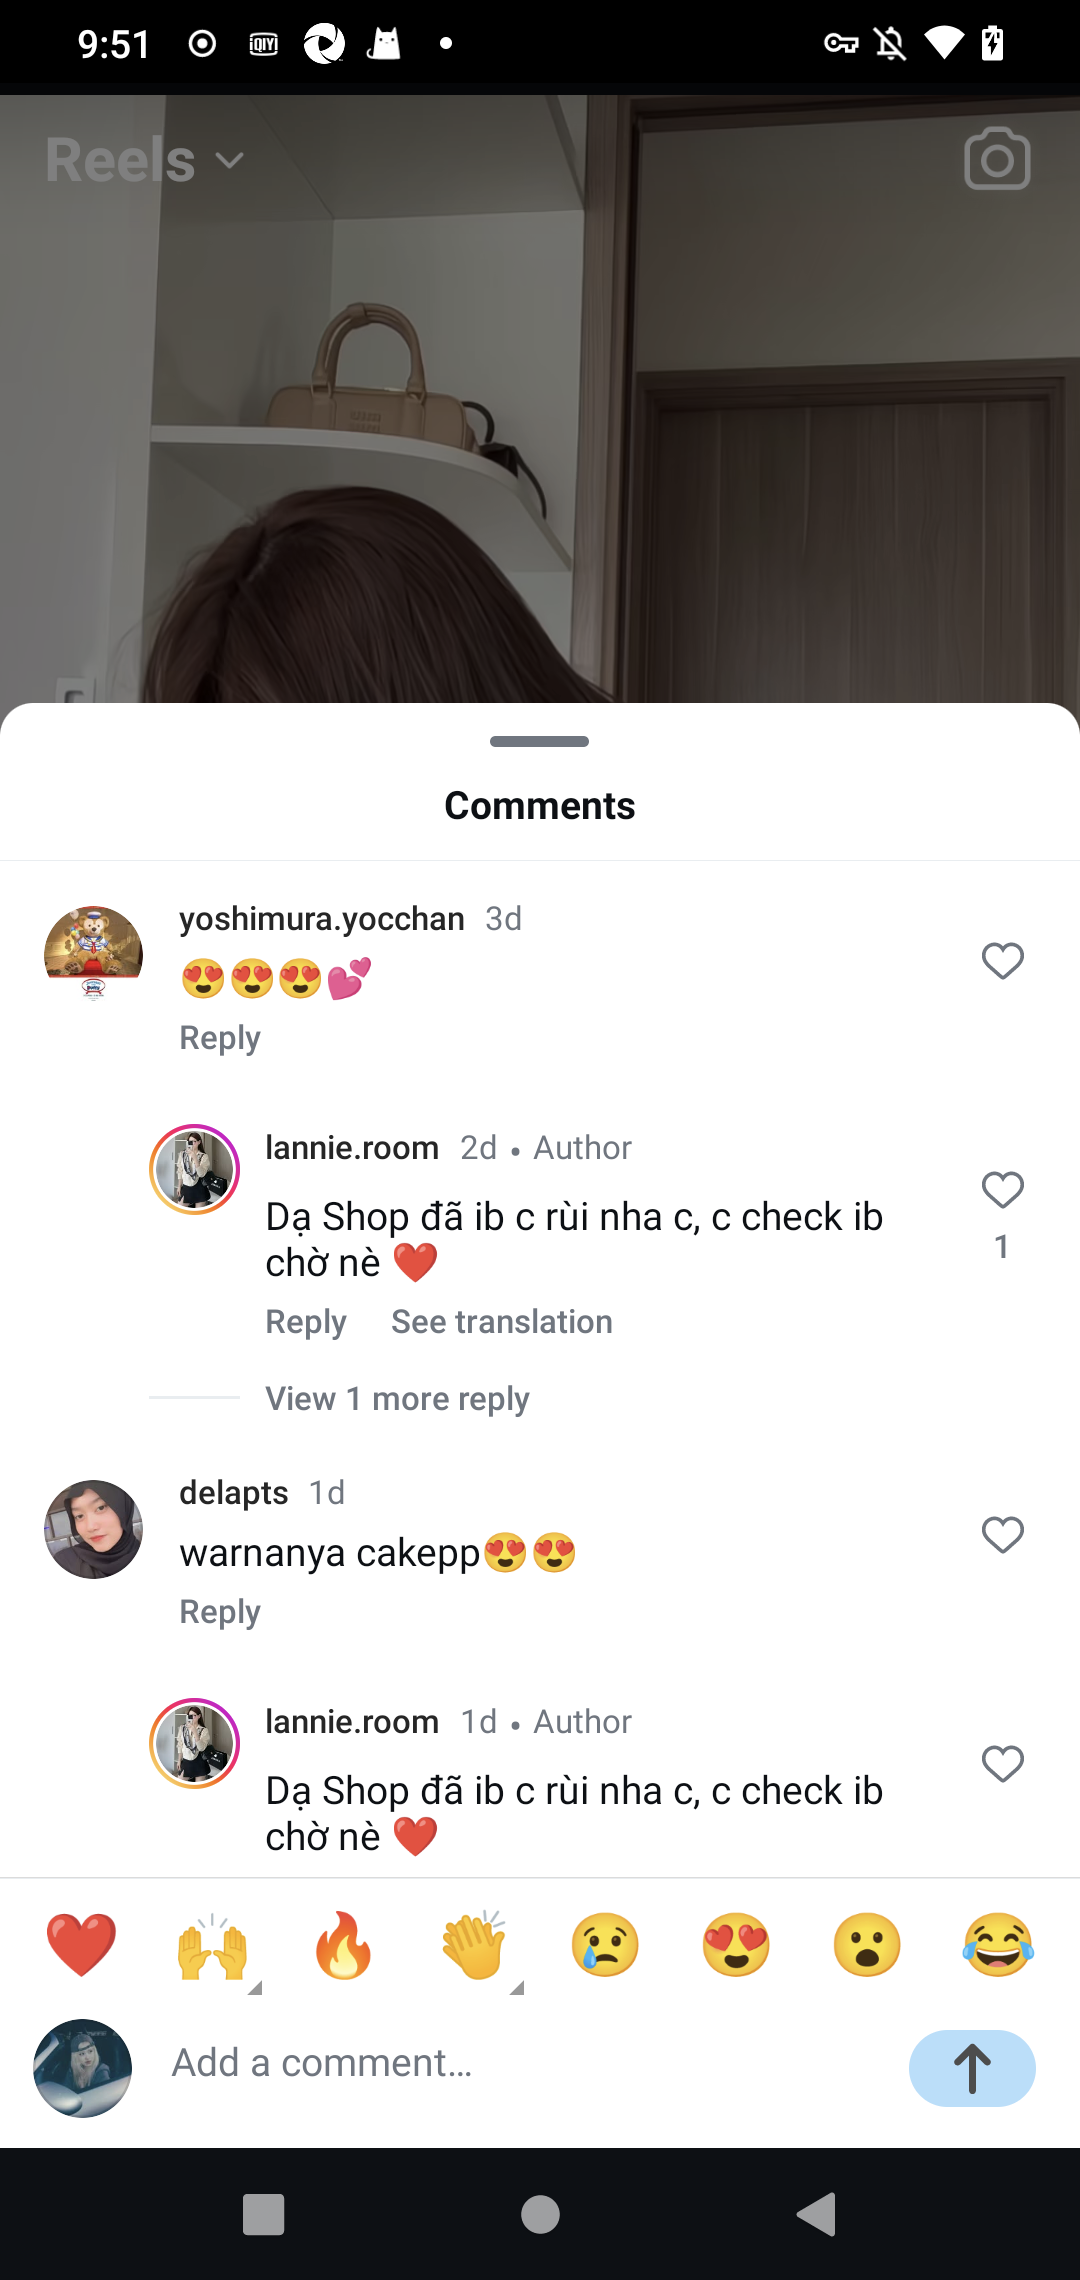 9:51
iQIYI
Reels
Comments
yoshimura.yocchan 3d
😍😍😍💕
Reply
lannie.room 2d • Author
Dạ Shop đã ib c rùi nha c, c check ib
chờ nè ❤️
1
Reply See translation
View 1 more reply
delapts 1d
warnanya cakepp😍😍
Reply
lannie.room 1d • Author
Dạ Shop đã ib c rùi nha c, c check ib
chờ nè ❤️
❤️ 🙌 🔥 👏 😢 😍 😮 😂
Add a comment…